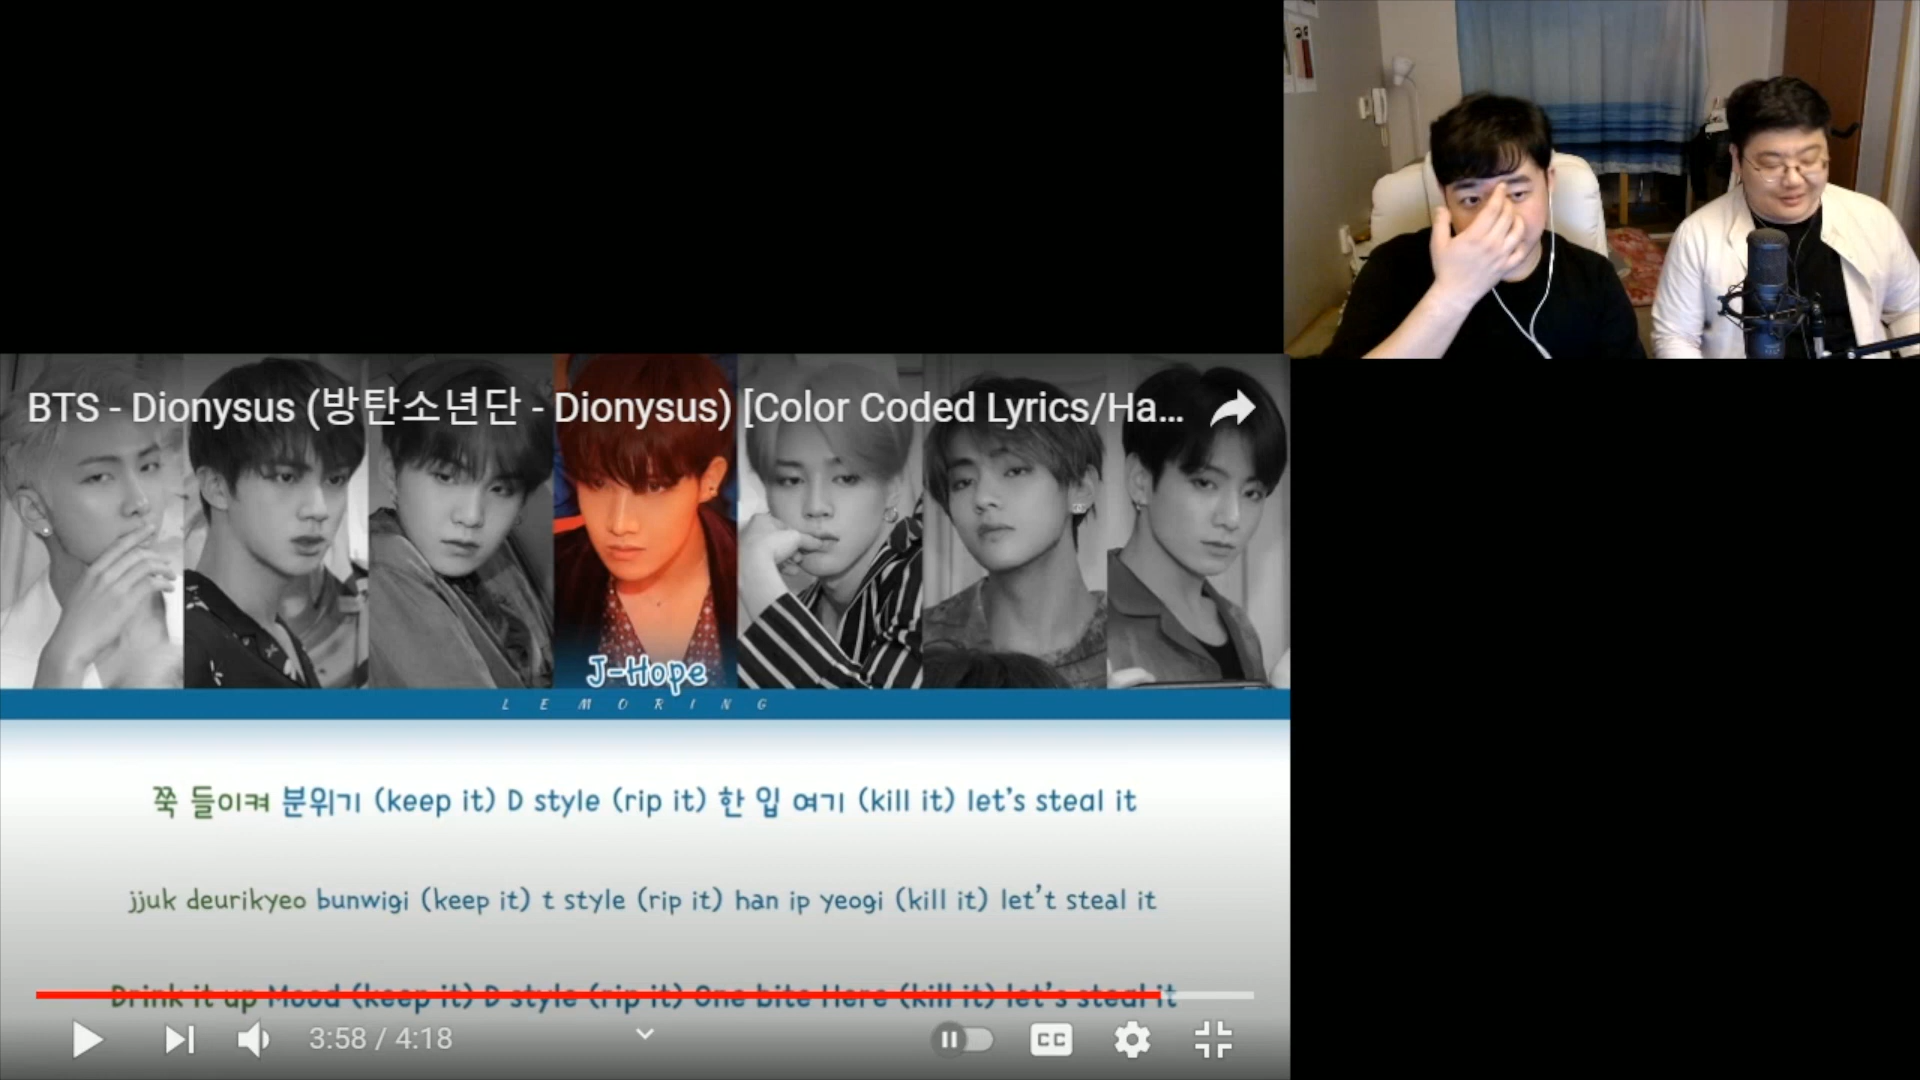 BTS - Dionysus (방탄소년단 - Dionysus) [Color Coded Lyrics/Ha...
J-Hope
LEMORING
쭉 들이켜 분위기 (keep it) D style (rip it) 한 입 여기 (kill it) let's steal it
jjuk deurikyeo bunwigi (keep it) t style (rip it) han ip yeogi (kill it) let't steal it
Drink it up Mood (keep it) D style (rip it) One bite Here (kill it) let's steal it
3:58 / 4:18
CC